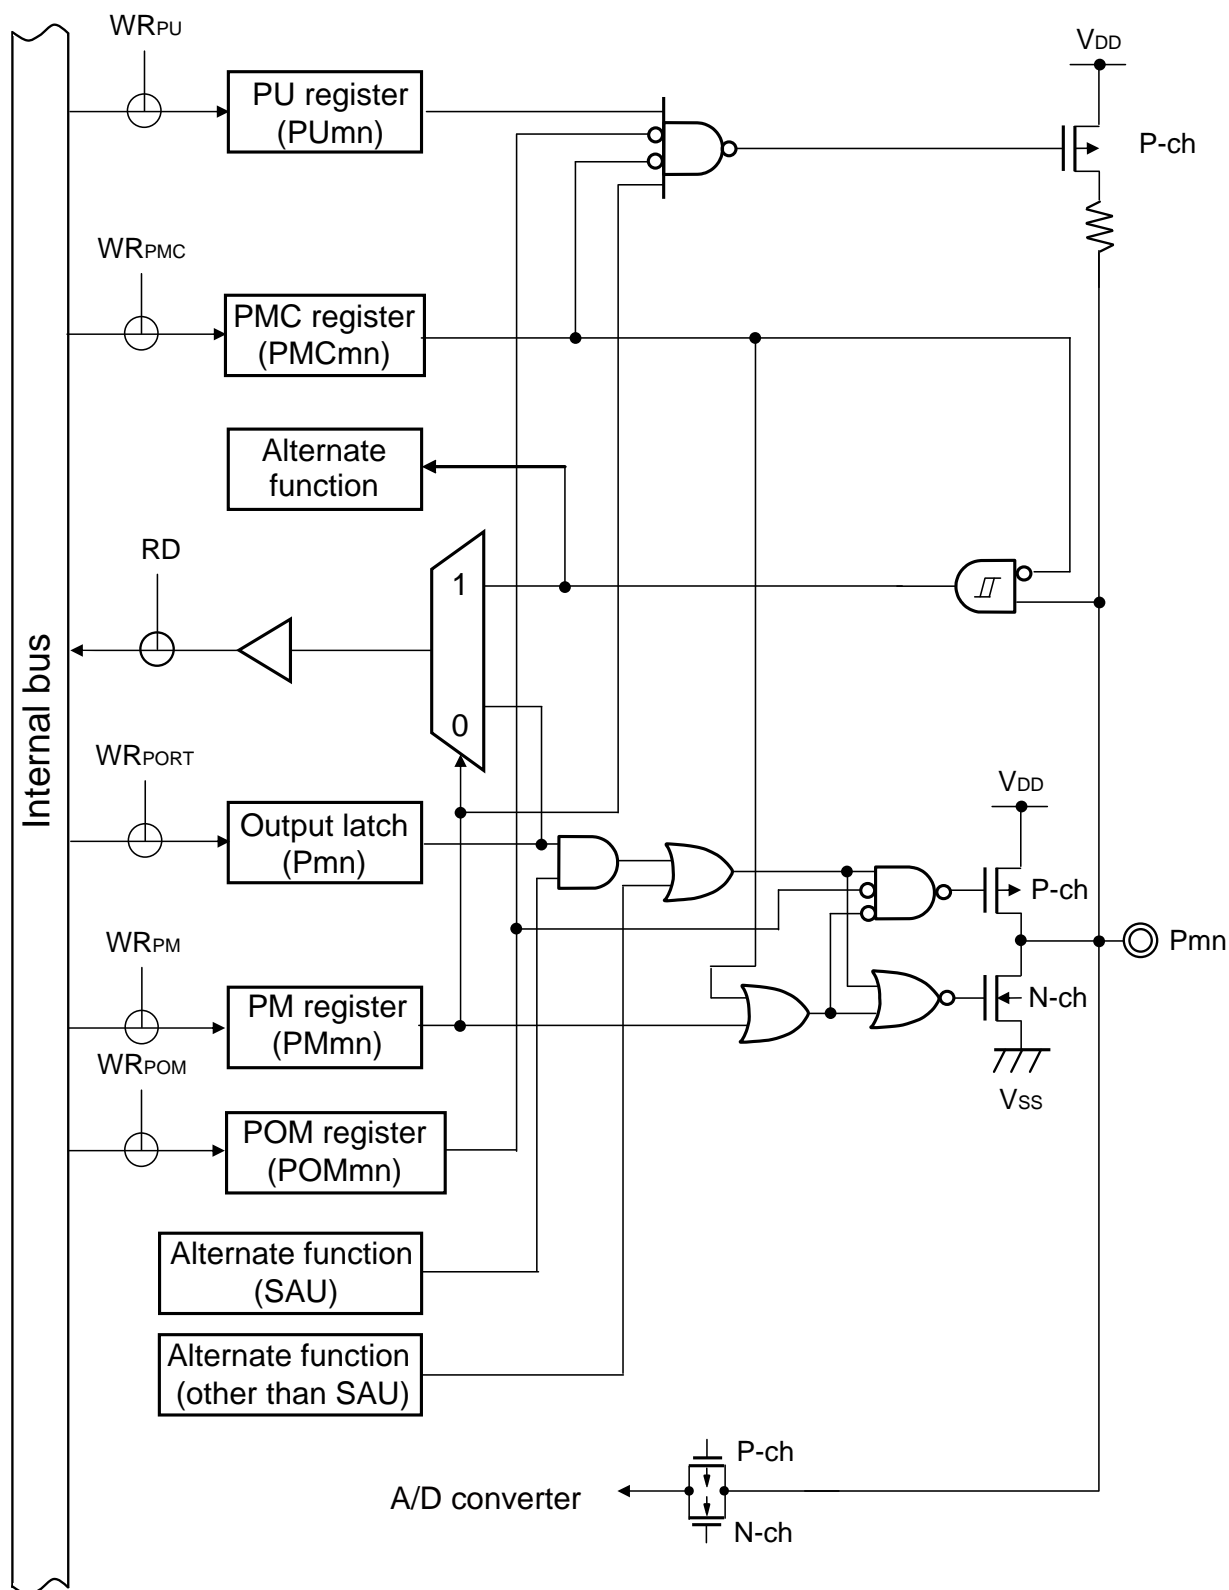 WRPU
VDD
PU register
(PUmn)
P-ch
WRPMC
PMC register
(PMCmn)
Alternate
function
RD
1
0
Internal bus
WRPORT
Output latch
(Pmn)
VDD
P-ch
Pmn
WRPM
PM register
(PMmn)
N-ch
WRPOM
VSS
POM register
(POMmn)
Alternate function
(SAU)
Alternate function
(other than SAU)
P-ch
A/D converter
N-ch